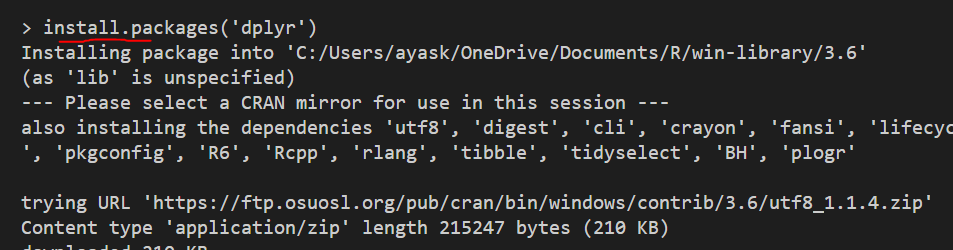 > install.packages('dplyr')
Installing package into 'C:/Users/ayask/OneDrive/Documents/R/win-library/3.6'
(as 'lib' is unspecified)
--- Please select a CRAN mirror for use in this session ---
also installing the dependencies 'utf8', 'digest', 'cli', 'crayon', 'fansi', 'lifecyc
', 'pkgconfig', 'R6', 'Rcpp', 'rlang', 'tibble', 'tidyselect', 'BH', 'plogr'
trying URL 'https://ftp.osuosl.org/pub/cran/bin/windows/contrib/3.6/utf8_1.1.4.zip'
Content type 'application/zip' length 215247 bytes (210 KB)
downloaded 210 KB